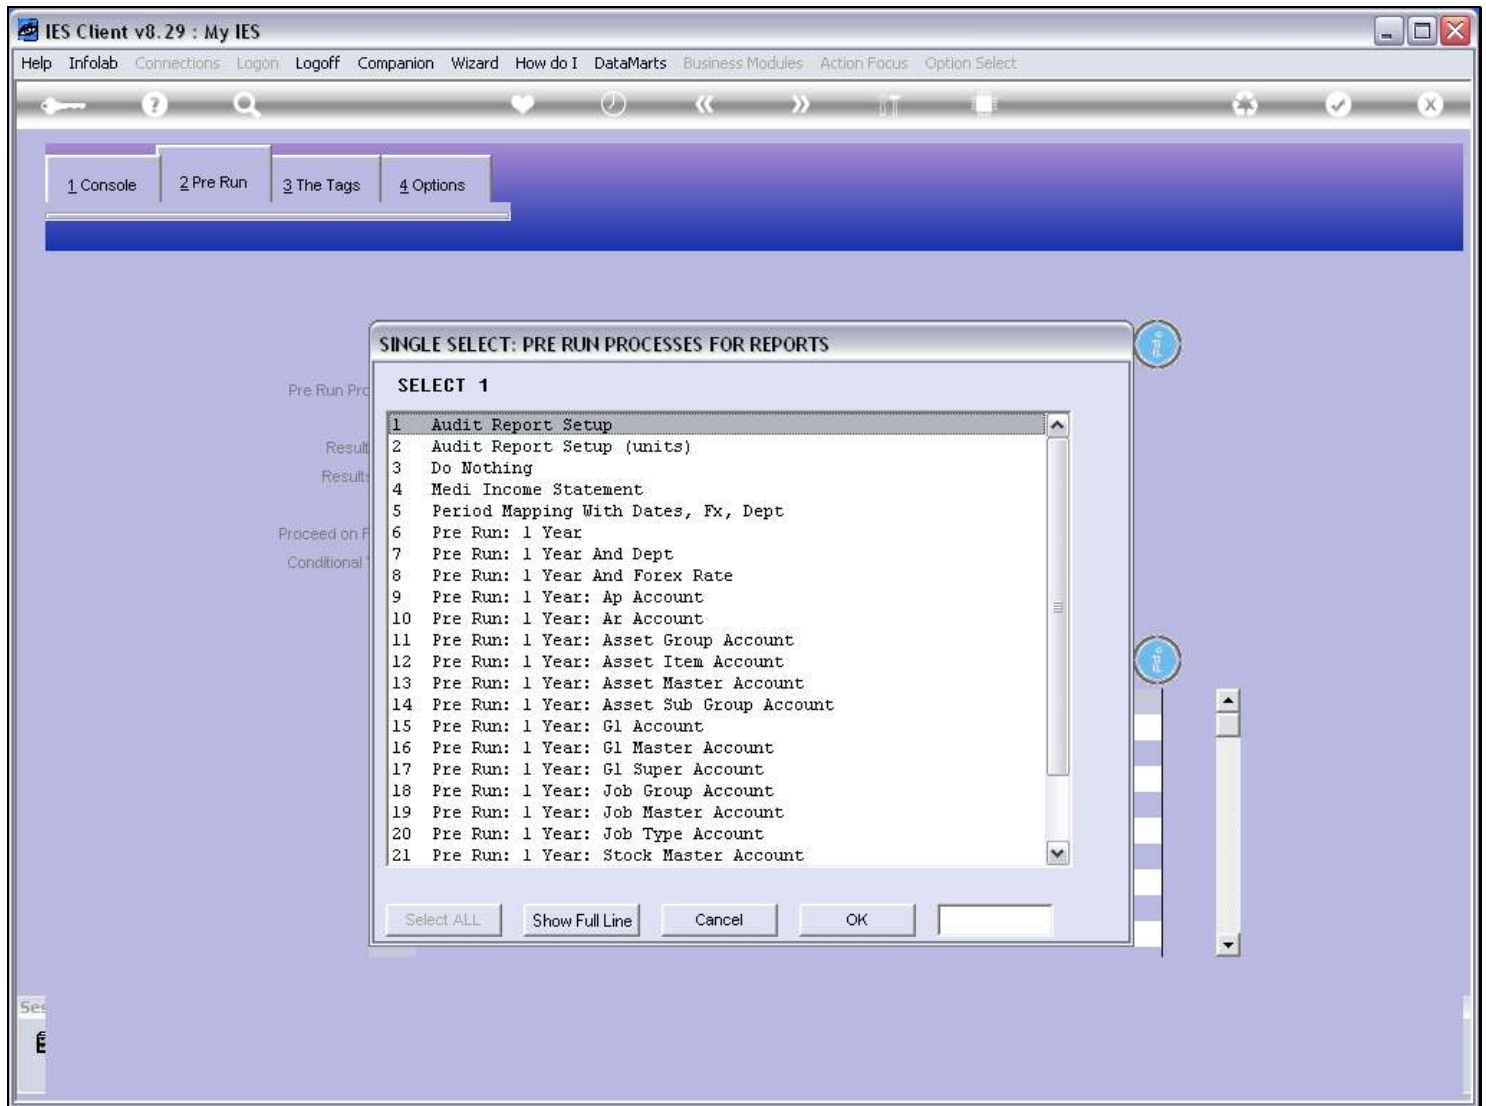 IES Client v8.29 : My IES
Help Infolab Connections Logon Logoff Companion Wizard How do I DataMarts Business Modules Action Focus Option Select
1 Console 2 Pre Run 3 The Tags 4 Options
SINGLE SELECT: PRE RUN PROCESSES FOR REPORTS
SELECT 1
Pre Run
Proceed on
Conditional
1 Audit Report Setup
2 Audit Report Setup (units)
3 Do Nothing
4 Medi Income Statement
5 Period Mapping With Dates, Fx, Dept
6 Pre Run: 1 Year
7 Pre Run: 1 Year And Dept
8 Pre Run: 1 Year And Forex Rate
9 Pre Run: 1 Year: Ap Account
10 Pre Run: 1 Year: Ar Account
11 Pre Run: 1 Year: Asset Group Account
12 Pre Run: 1 Year: Asset Item Account
13 Pre Run: 1 Year: Asset Master Account
14 Pre Run: 1 Year: Asset Sub Group Account
15 Pre Run: 1 Year: Gl Account
16 Pre Run: 1 Year: Gl Master Account
17 Pre Run: 1 Year: Gl Super Account
18 Pre Run: 1 Year: Job Group Account
19 Pre Run: 1 Year: Job Master Account
20 Pre Run: 1 Year: Job Type Account
21 Pre Run: 1 Year: Stock Master Account
Select ALL Show Full Line Cancel OK